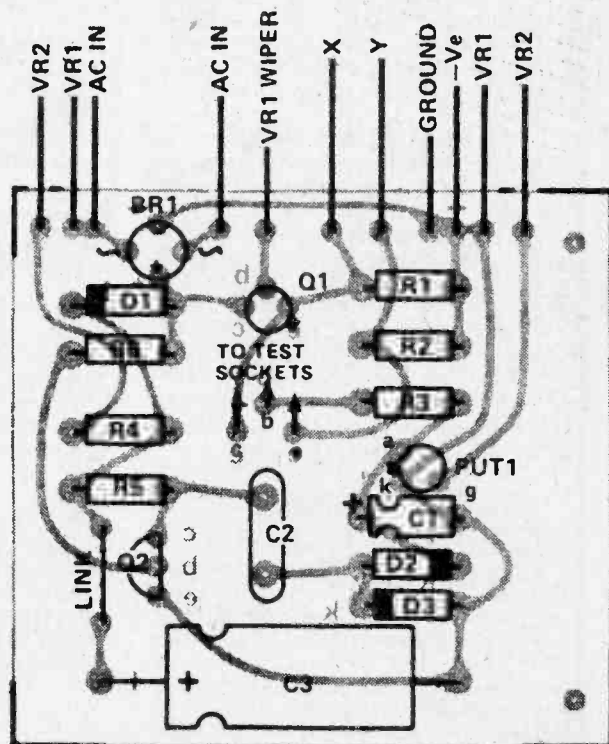 VR2
VR1
AC IN
AC IN
VR1 WIPER
X
Y
GROUND
-Ve
VR1
VR2
BR1
D1
Q1
R1
b
c
R2
TO TEST
SOCKETS
R4
b
R3
a
PUT1
k
g
R5
C1
C2
Q2
c
b
e
LINK
D2
D3
k
+
C3